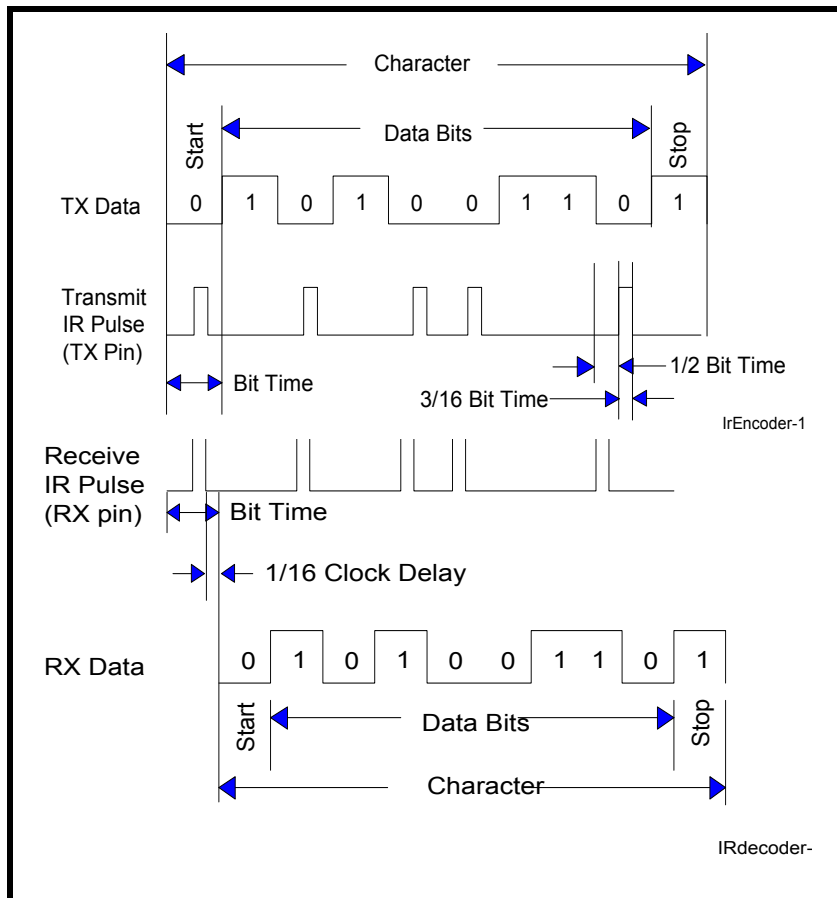 Character
Start
Data Bits
Stop
TX Data
0 1 0 1 0 0 1 1 0 1
Transmit
IR Pulse
(TX Pin)
Bit Time
1/2 Bit Time
3/16 Bit Time
IrEncoder-1
Receive
IR Pulse
(RX pin)
Bit Time
1/16 Clock Delay
RX Data
0 1 0 1 0 0 1 1 0 1
Start
Data Bits
Stop
Character
IRdecoder-